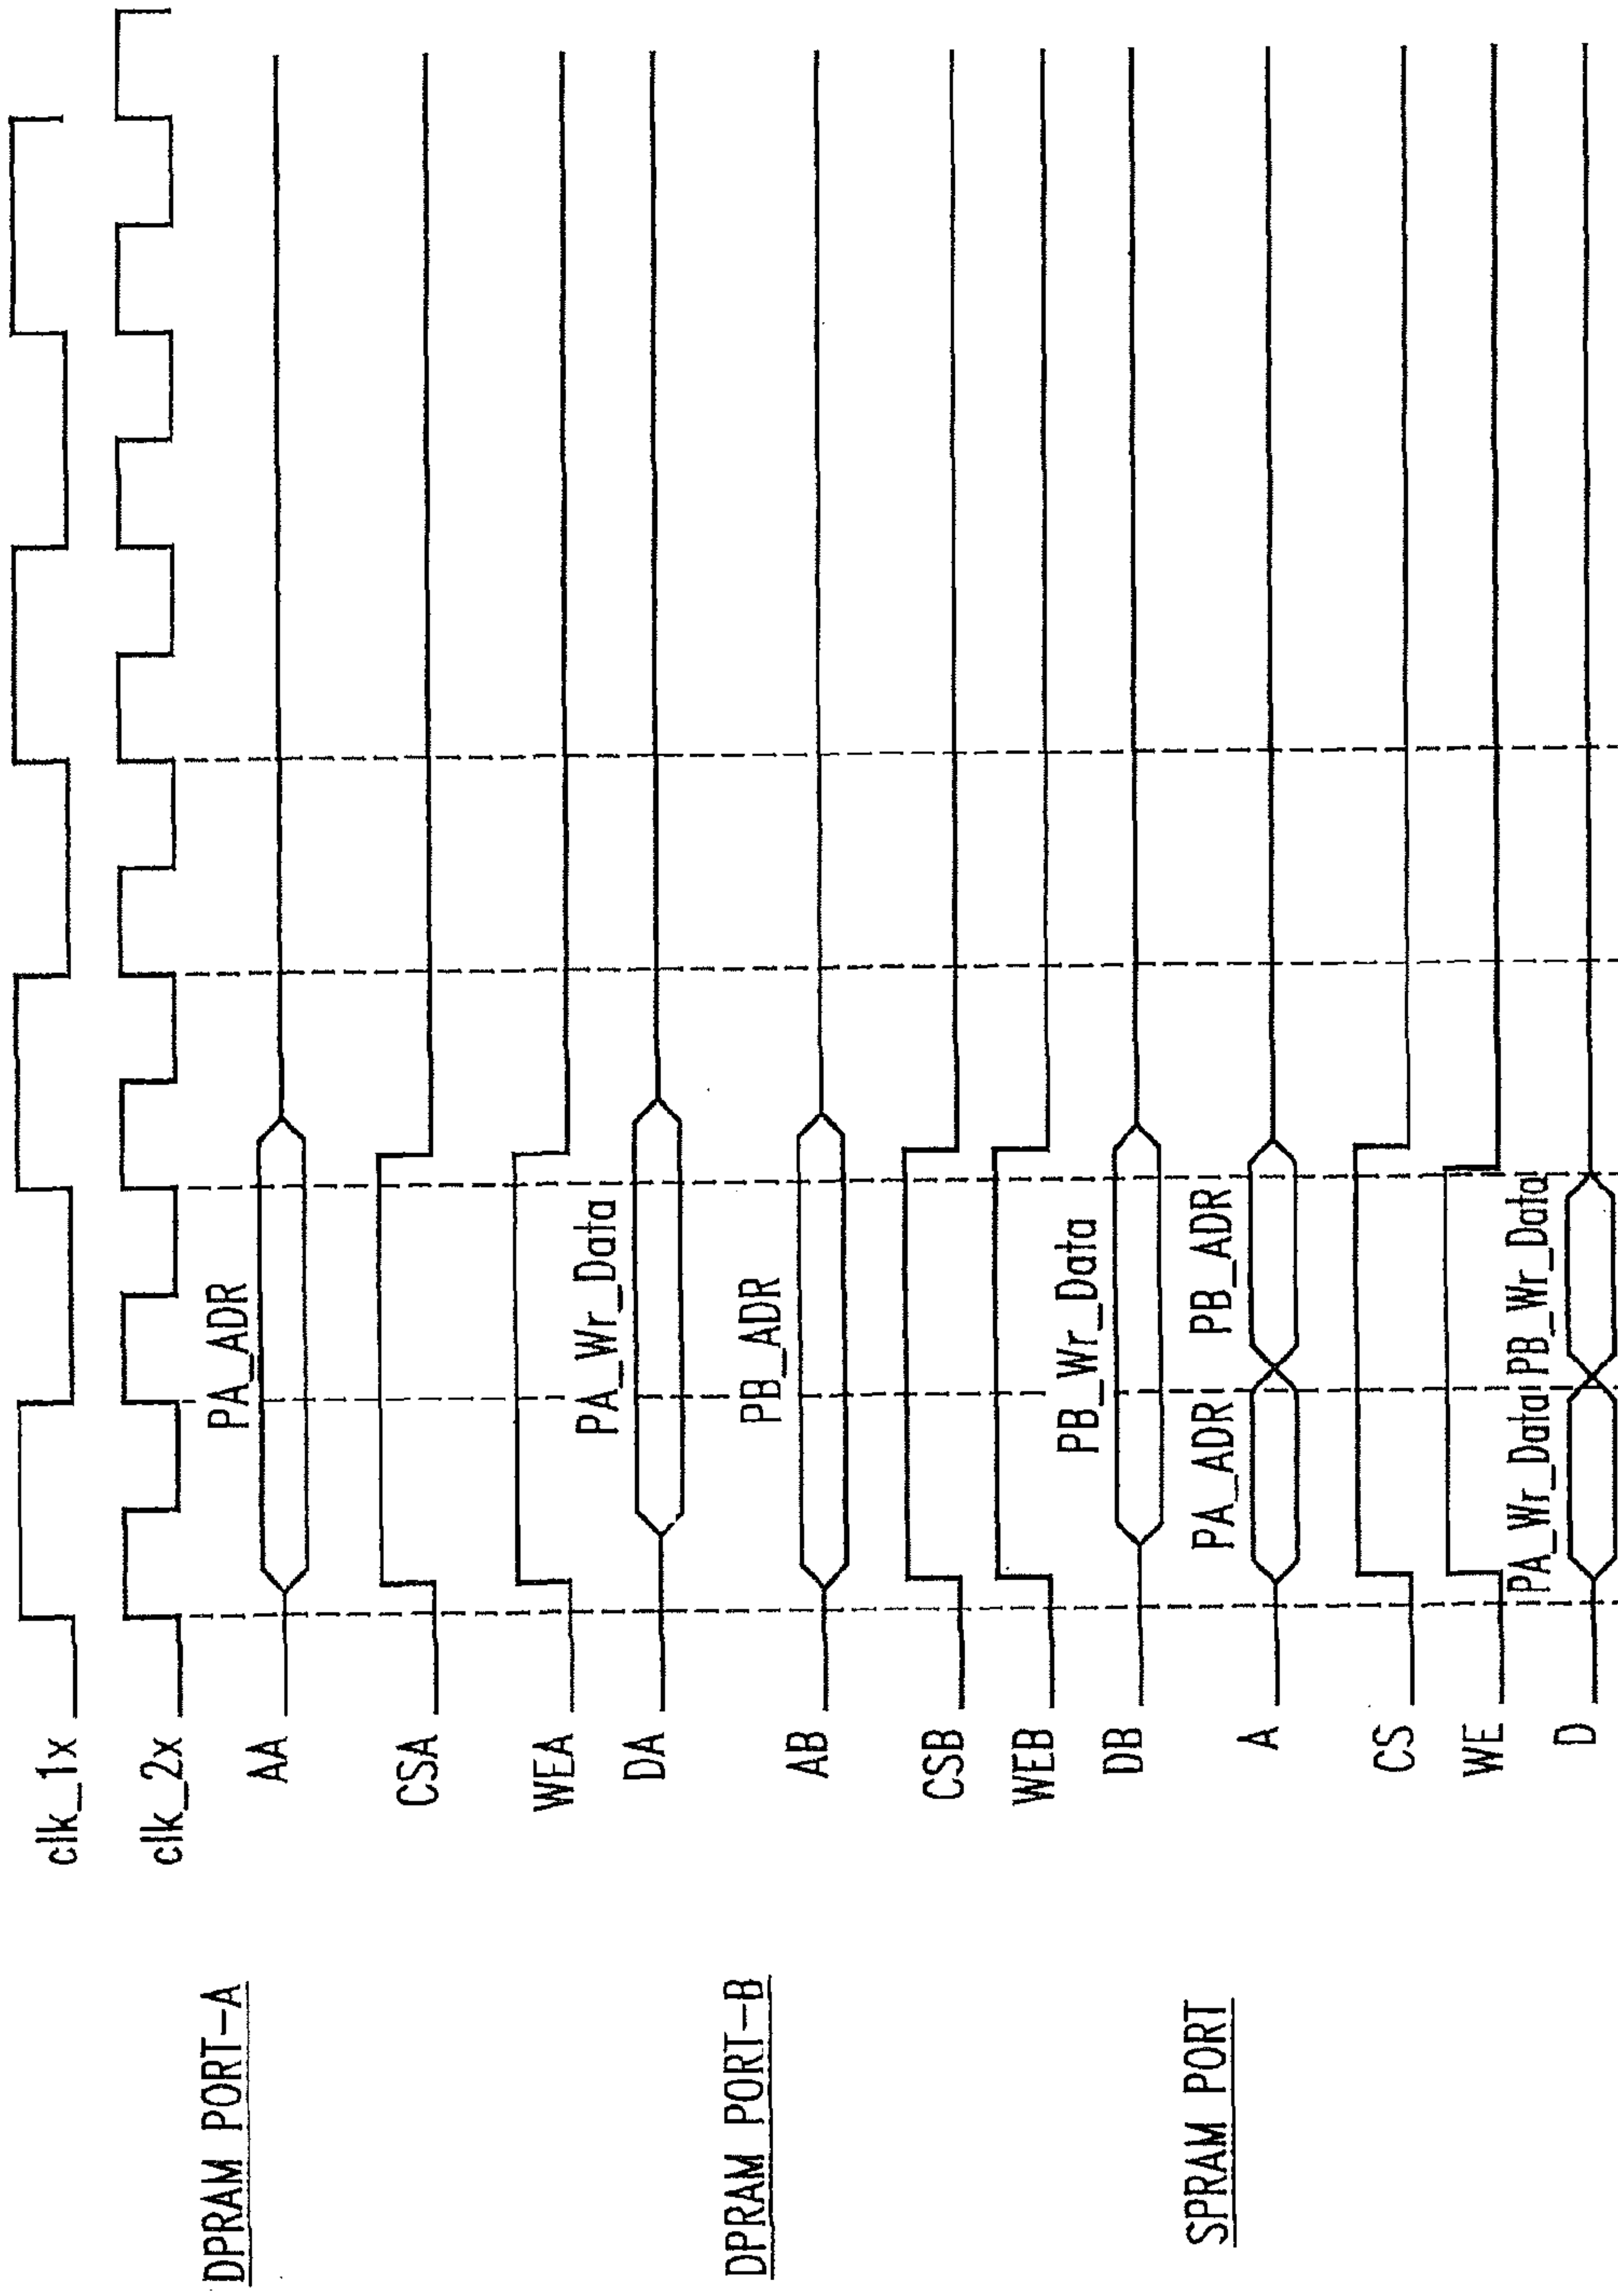 clk_1x
clk_2x
DPRAM PORT-A
AA
PA_ADR
CSA
WEA
DA
PA_Wr_Data
DPRAM PORT-B
AB
PB_ADR
CSB
WEB
DB
PB_Wr_Data
SPRAM PORT
A
PA_ADR PB_ADR
CS
WE
D
PA_Wr_Data PB_Wr_Data